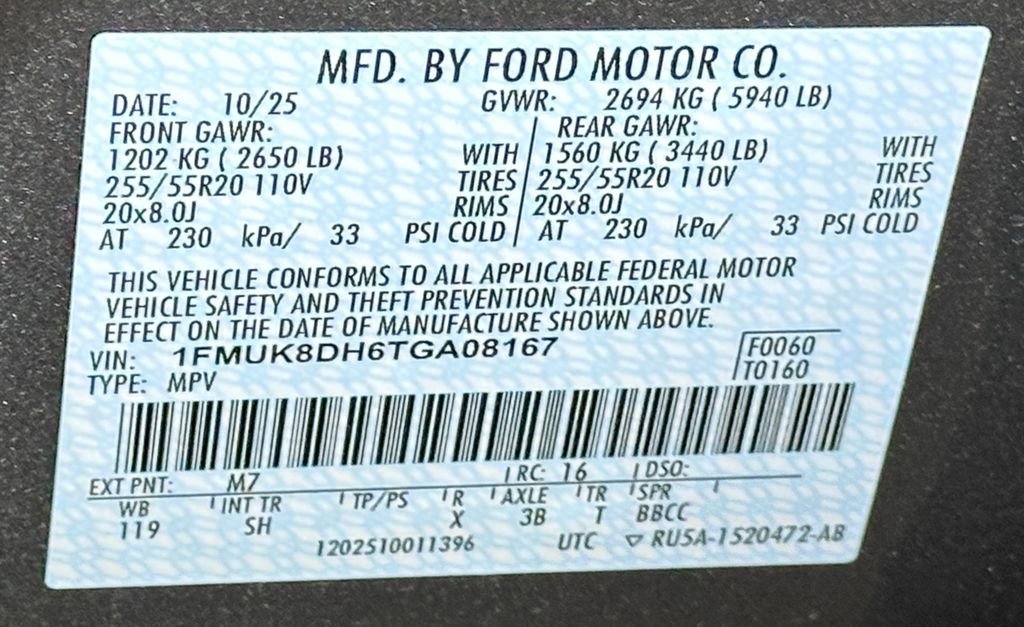 MFD. BY FORD MOTOR CO.
DATE: 10/25 GVWR: 2694 KG ( 5940 LB)
FRONT GAWR: REAR GAWR:
1202 KG ( 2650 LB) WITH 1560 KG ( 3440 LB) WITH
255/55R20 110V TIRES 255/55R20 110V TIRES
20x8.0J RIMS 20x8.0J RIMS
AT 230 kPa/ 33 PSI COLD AT 230 kPa/ 33 PSI COLD
THIS VEHICLE CONFORMS TO ALL APPLICABLE FEDERAL MOTOR
VEHICLE SAFETY AND THEFT PREVENTION STANDARDS IN
EFFECT ON THE DATE OF MANUFACTURE SHOWN ABOVE.
VIN: 1FMUK8DH6TGA08167 F0060
TYPE: MPV T0160
EXT PNT: M7 RC: 16 DSO:
WB INT TR TP/PS R AXLE TR SPR
119 SH X 3B T BBCC
1202510011396 UTC ▽ RU5A-1520472-AB